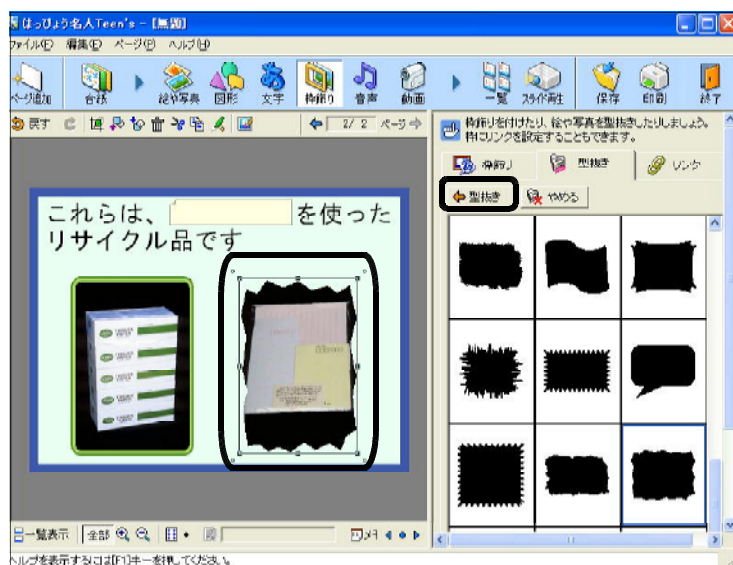 はっぴょう名人Teen's - [無題]
ファイル(F) 編集(E) ページ(P) ヘルプ(H)
ページ追加 台紙 絵や写真 図形 文字 枠飾り 音声 動画 一覧 スライド再生 保存 印刷 終了
戻す 2/ 2 ページ
枠飾りを付けたり、絵や写真を型抜きしたりしましょう。
枠にリンクを設定することもできます。
枠飾り 型抜き リンク
型抜き やめる
これらは、 を使った
リサイクル品です
一覧表示 全部 メモ
ヘルプを表示するには[F1]キーを押してください。